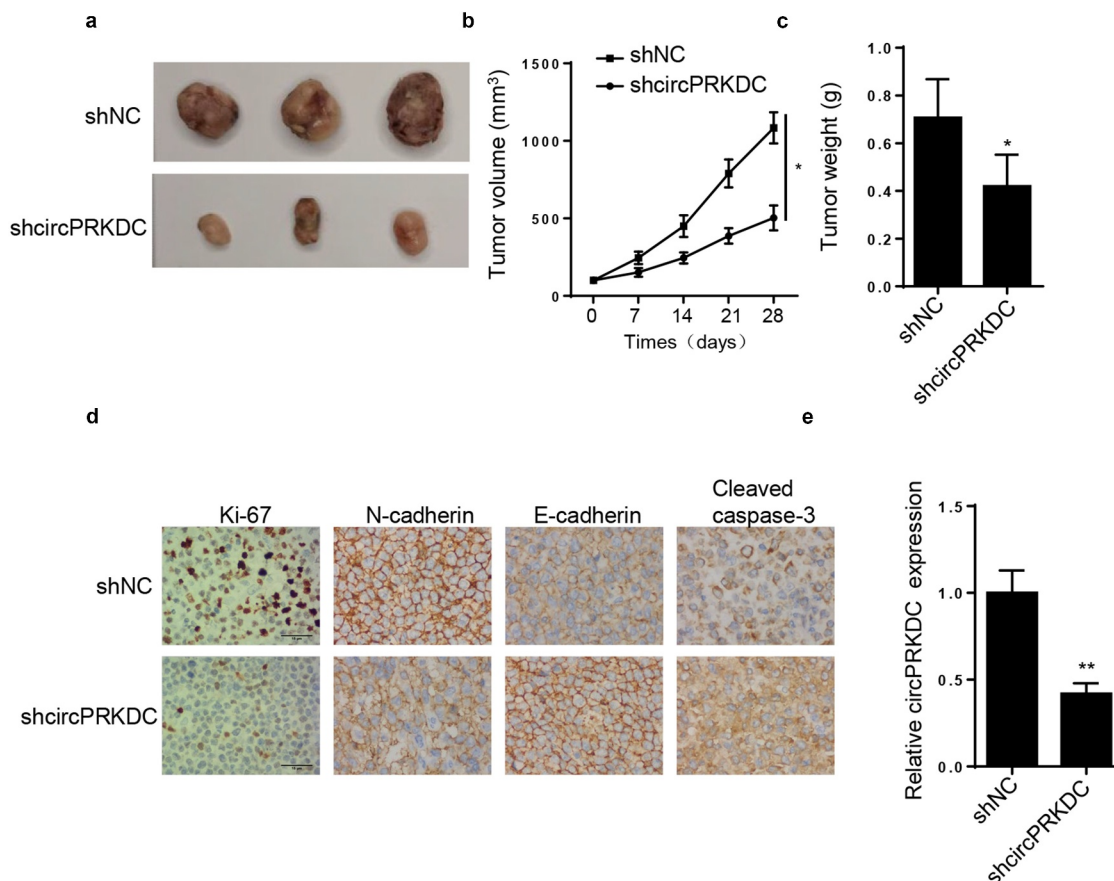 a
shNC
shcircPRKDC
b
shNC
shcircPRKDC
Tumor volume (mm³)
1500
1000
500
0
*
0 7 14 21 28
Times（days）
c
Tumor weight (g)
1.0
0.8
0.6
0.4
0.2
0.0
*
shNC
shcircPRKDC
d
Ki-67
N-cadherin
E-cadherin
Cleaved
caspase-3
shNC
shcircPRKDC
e
Relative circPRKDC expression
1.5
1.0
0.5
0.0
**
shNC
shcircPRKDC